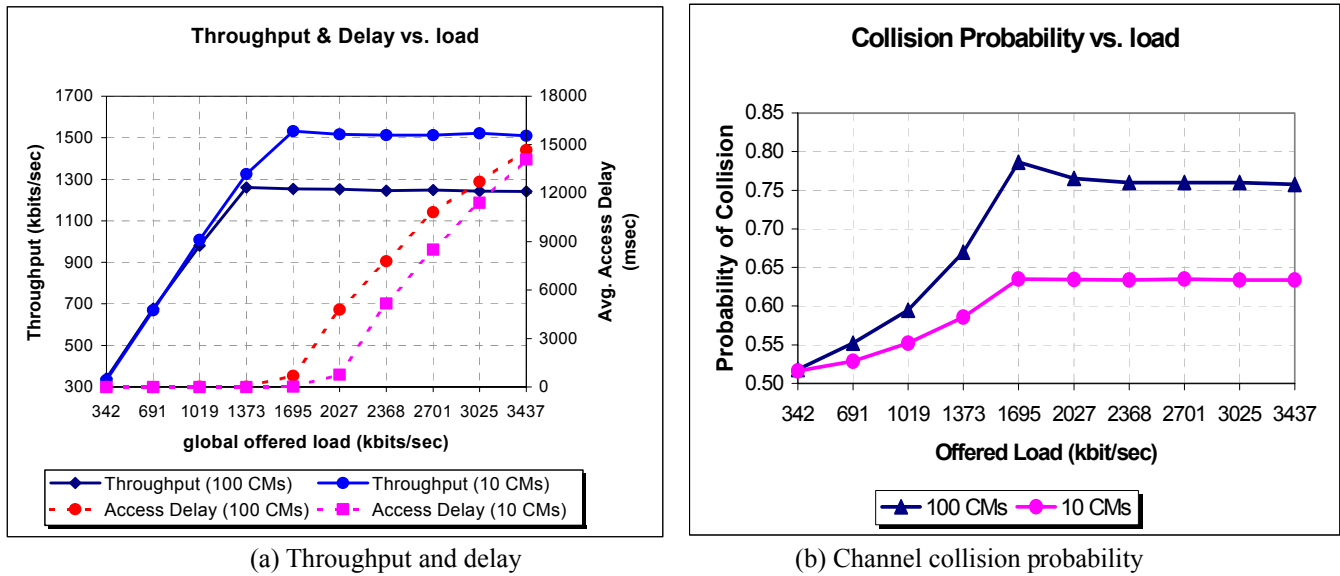 Throughput & Delay vs. load
Throughput (kbits/sec)
1700
1500
1300
1100
900
700
500
300
18000
15000
12000
9000
6000
3000
0
Avg. Access Delay
(msec)
342 691 1019 1373 1695 2027 2368 2701 3025 3437
global offered load (kbits/sec)
Throughput (100 CMs) Throughput (10 CMs)
Access Delay (100 CMs) Access Delay (10 CMs)
(a) Throughput and delay
Collision Probability vs. load
Probability of Collision
0.85
0.80
0.75
0.70
0.65
0.60
0.55
0.50
342 691 1019 1373 1695 2027 2368 2701 3025 3437
Offered Load (kbit/sec)
100 CMs 10 CMs
(b) Channel collision probability